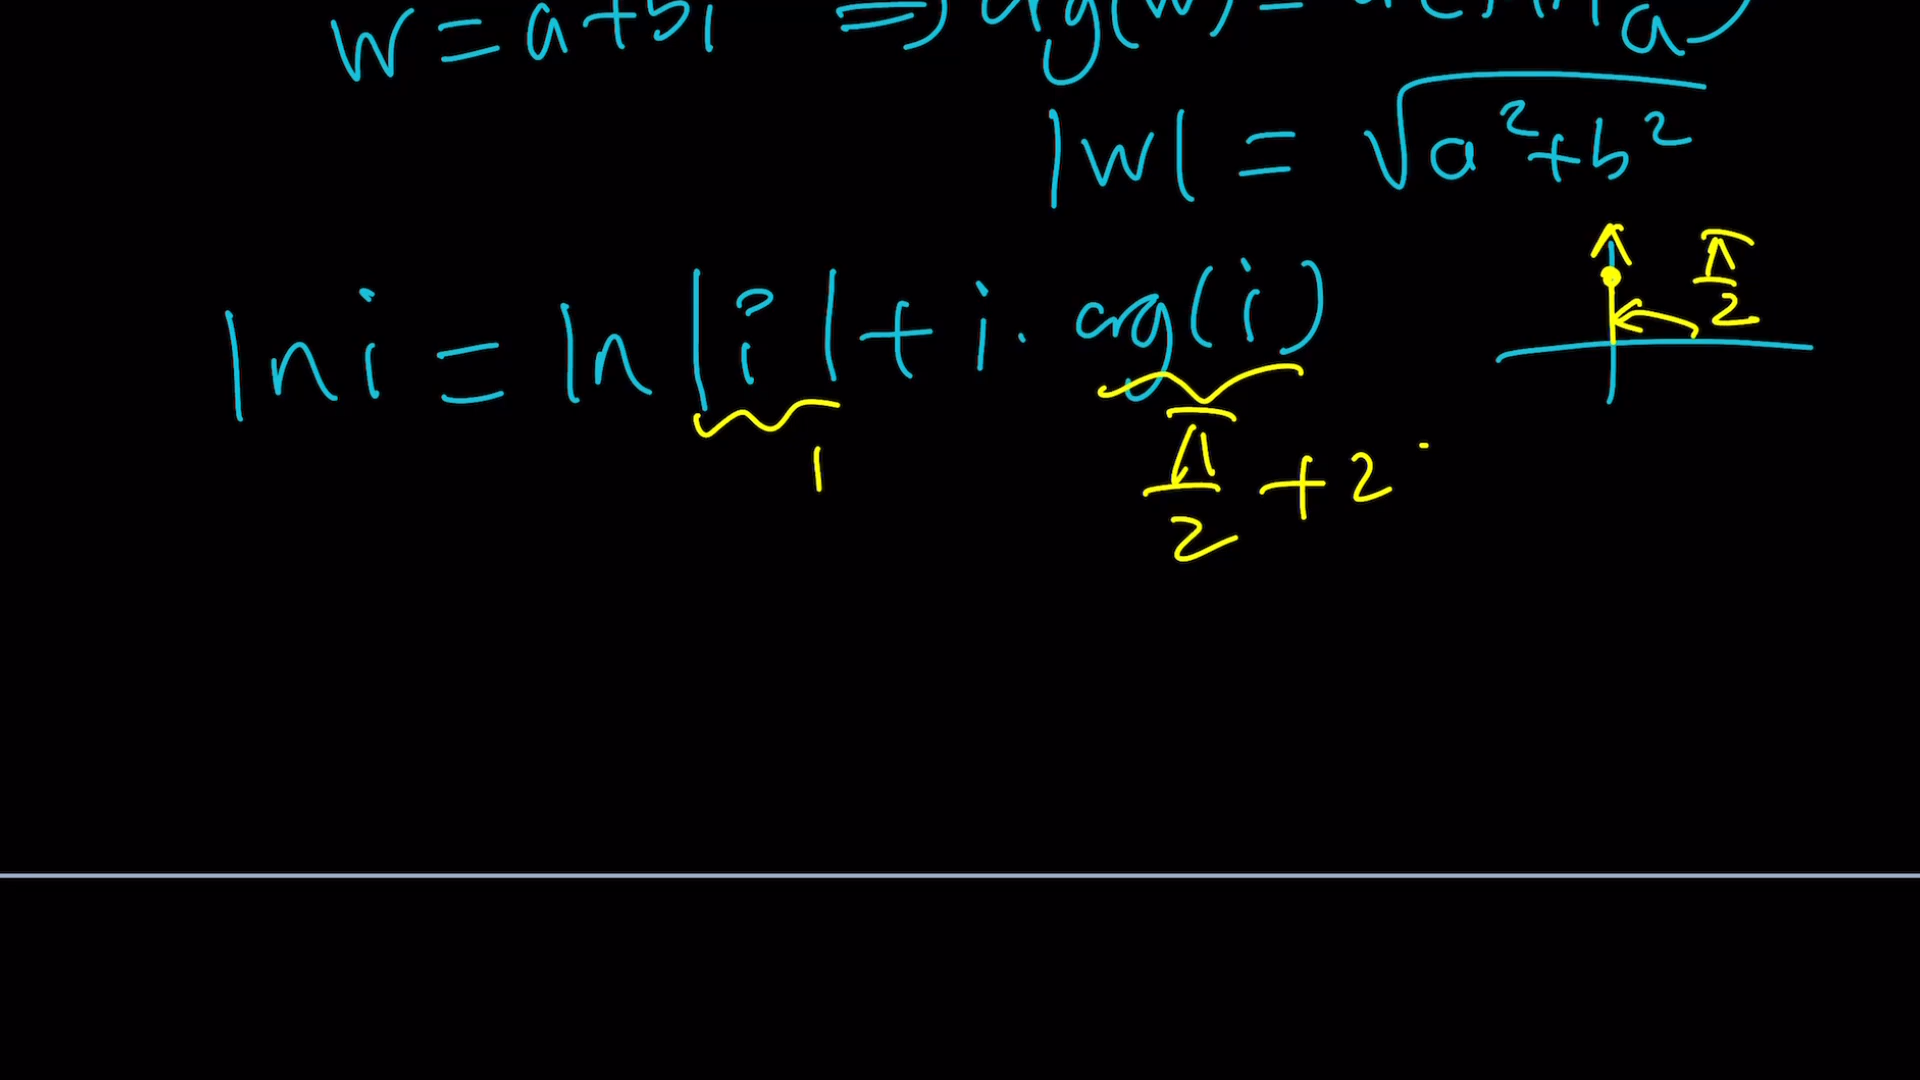 w = a+bi ⇒ arg(w) = arctan(
a)
|w| = √(a²+b²)
ln i = ln|i| + i · arg(i)
π/2
1
π/2 + 2